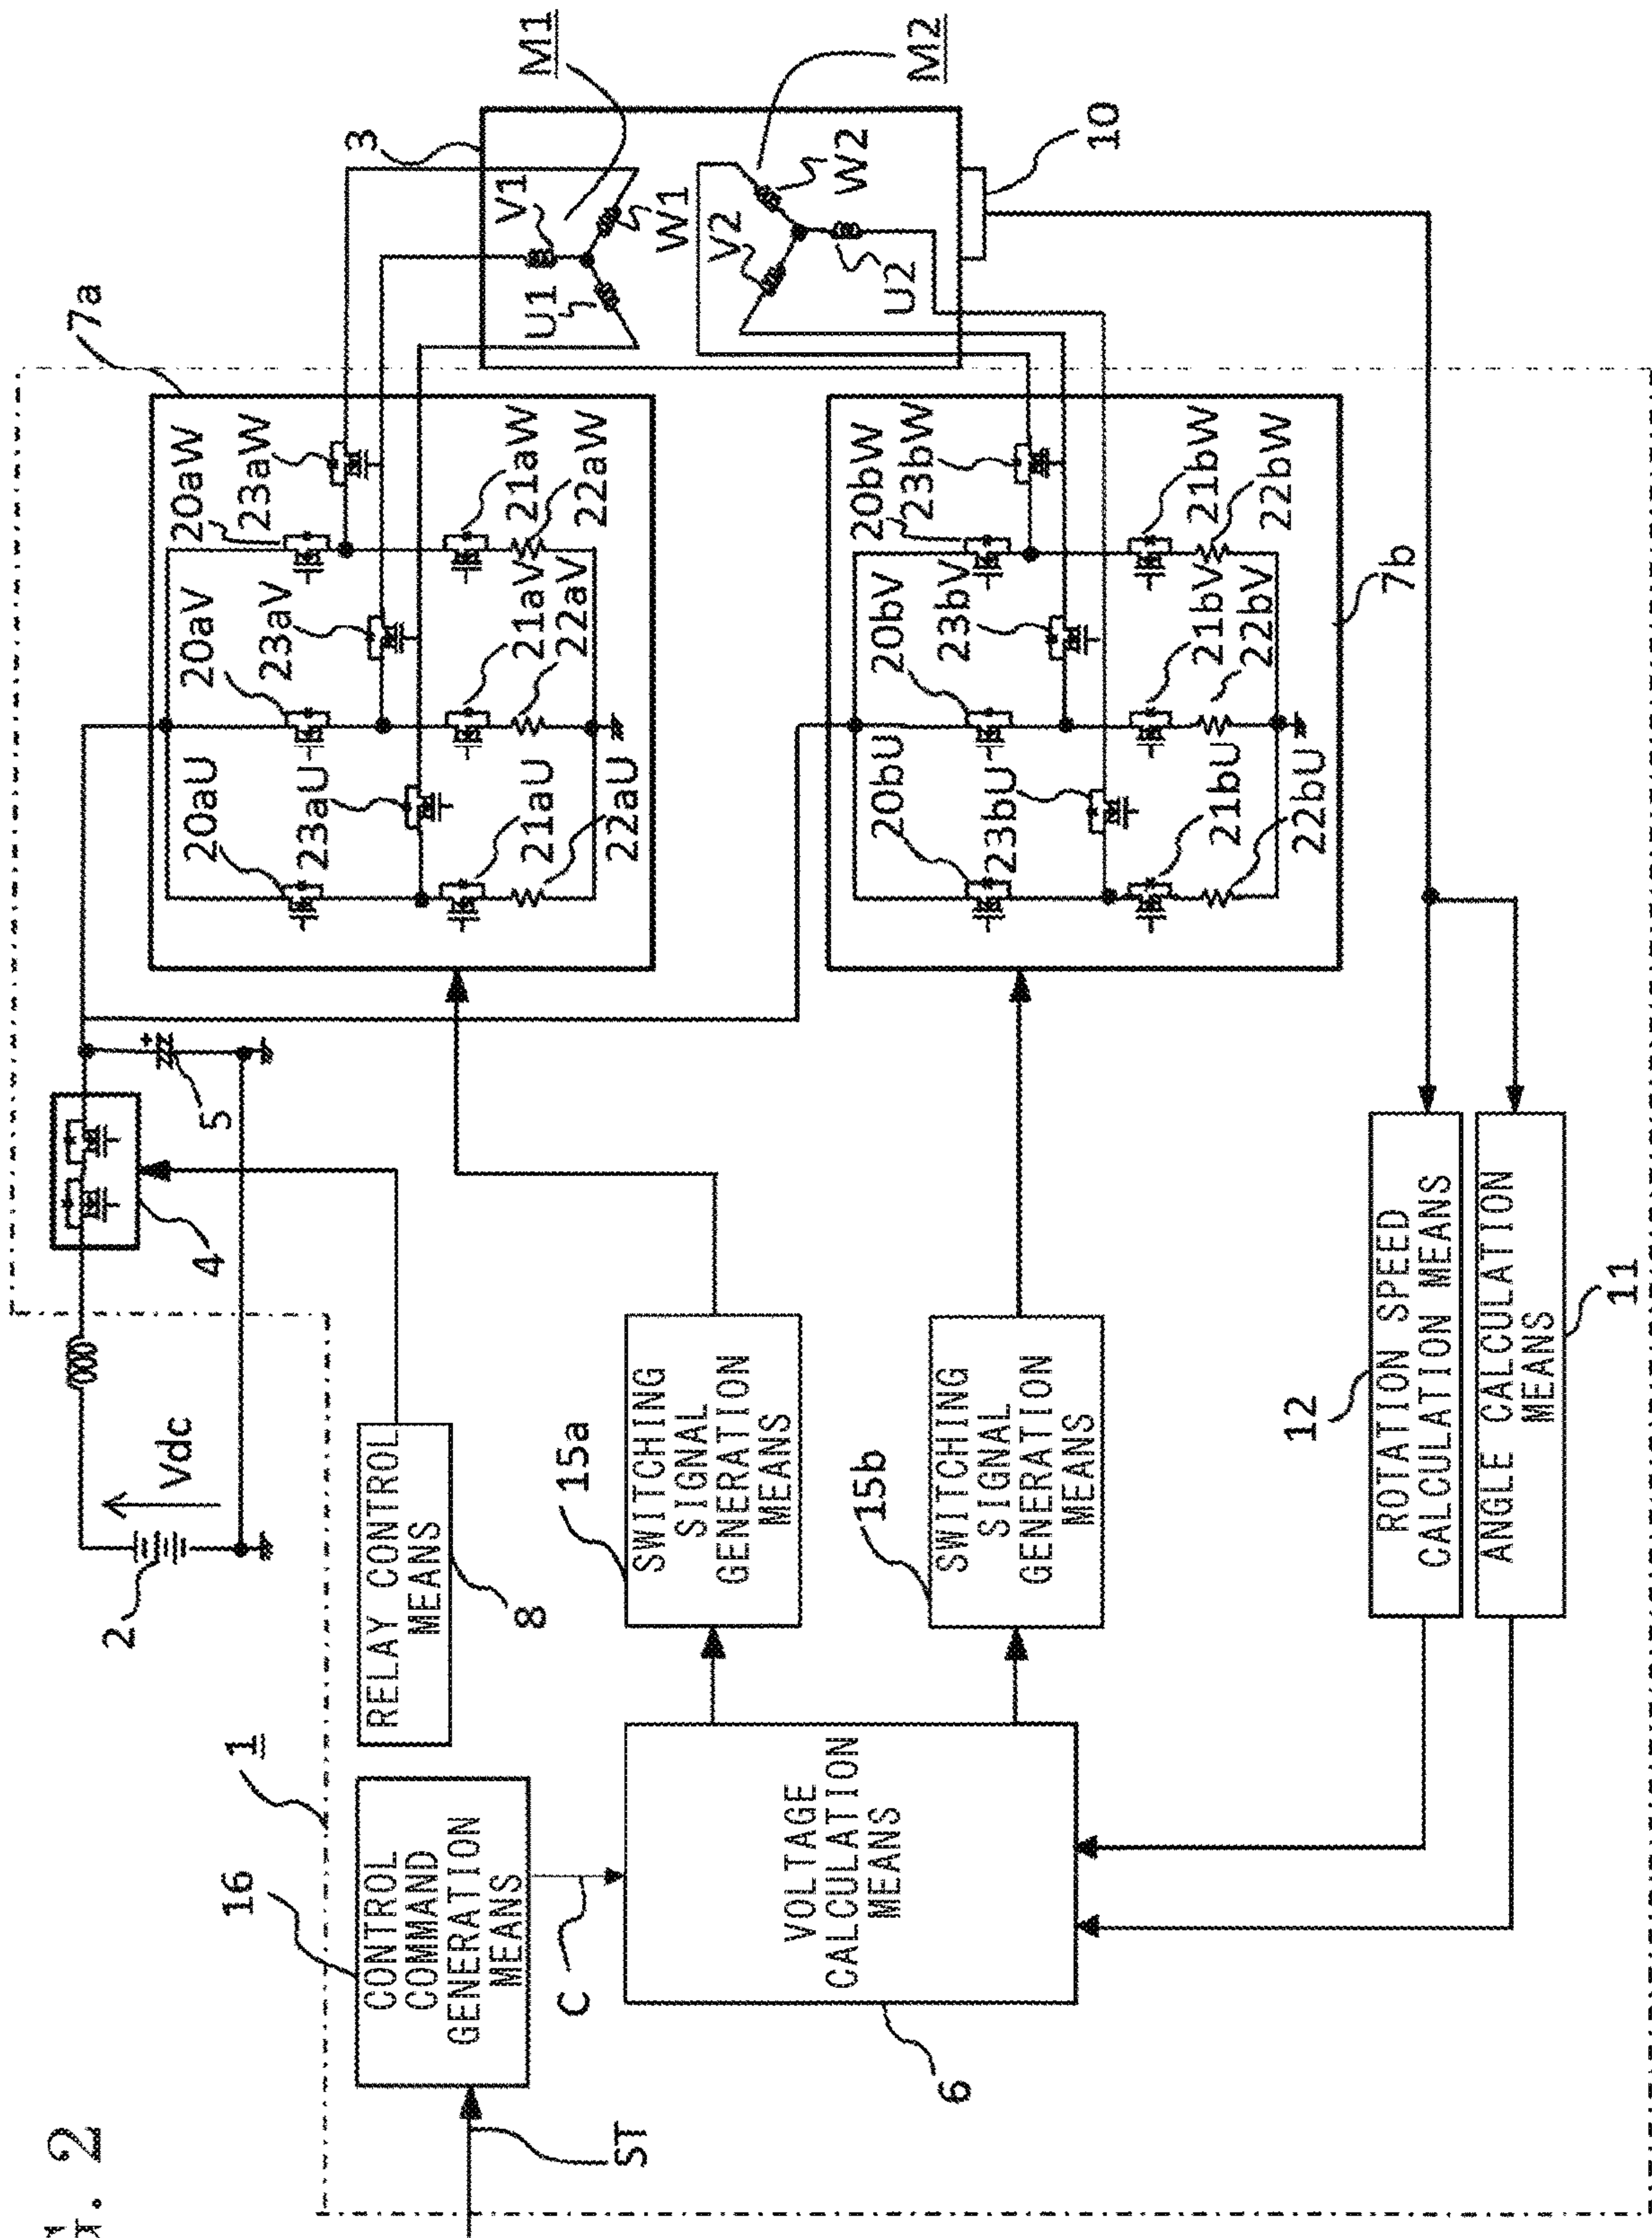 2
1
2
Vdc
4
5
7a
3
M1
M2
10
16
CONTROL
COMMAND
GENERATION
MEANS
ST
C
RELAY CONTROL
MEANS
8
VOLTAGE
CALCULATION
MEANS
6
15a
SWITCHING
SIGNAL
GENERATION
MEANS
15b
SWITCHING
SIGNAL
GENERATION
MEANS
12
ROTATION SPEED
CALCULATION MEANS
ANGLE CALCULATION
MEANS
11
20aU
20aV
20aW
23aU
23aV
23aW
21aU
21aV
21aW
22aU
22aV
22aW
U1
V1
W1
20bU
20bV
20bW
23bU
23bV
23bW
21bU
21bV
21bW
22bU
22bV
22bW
7b
V2
W2
U2